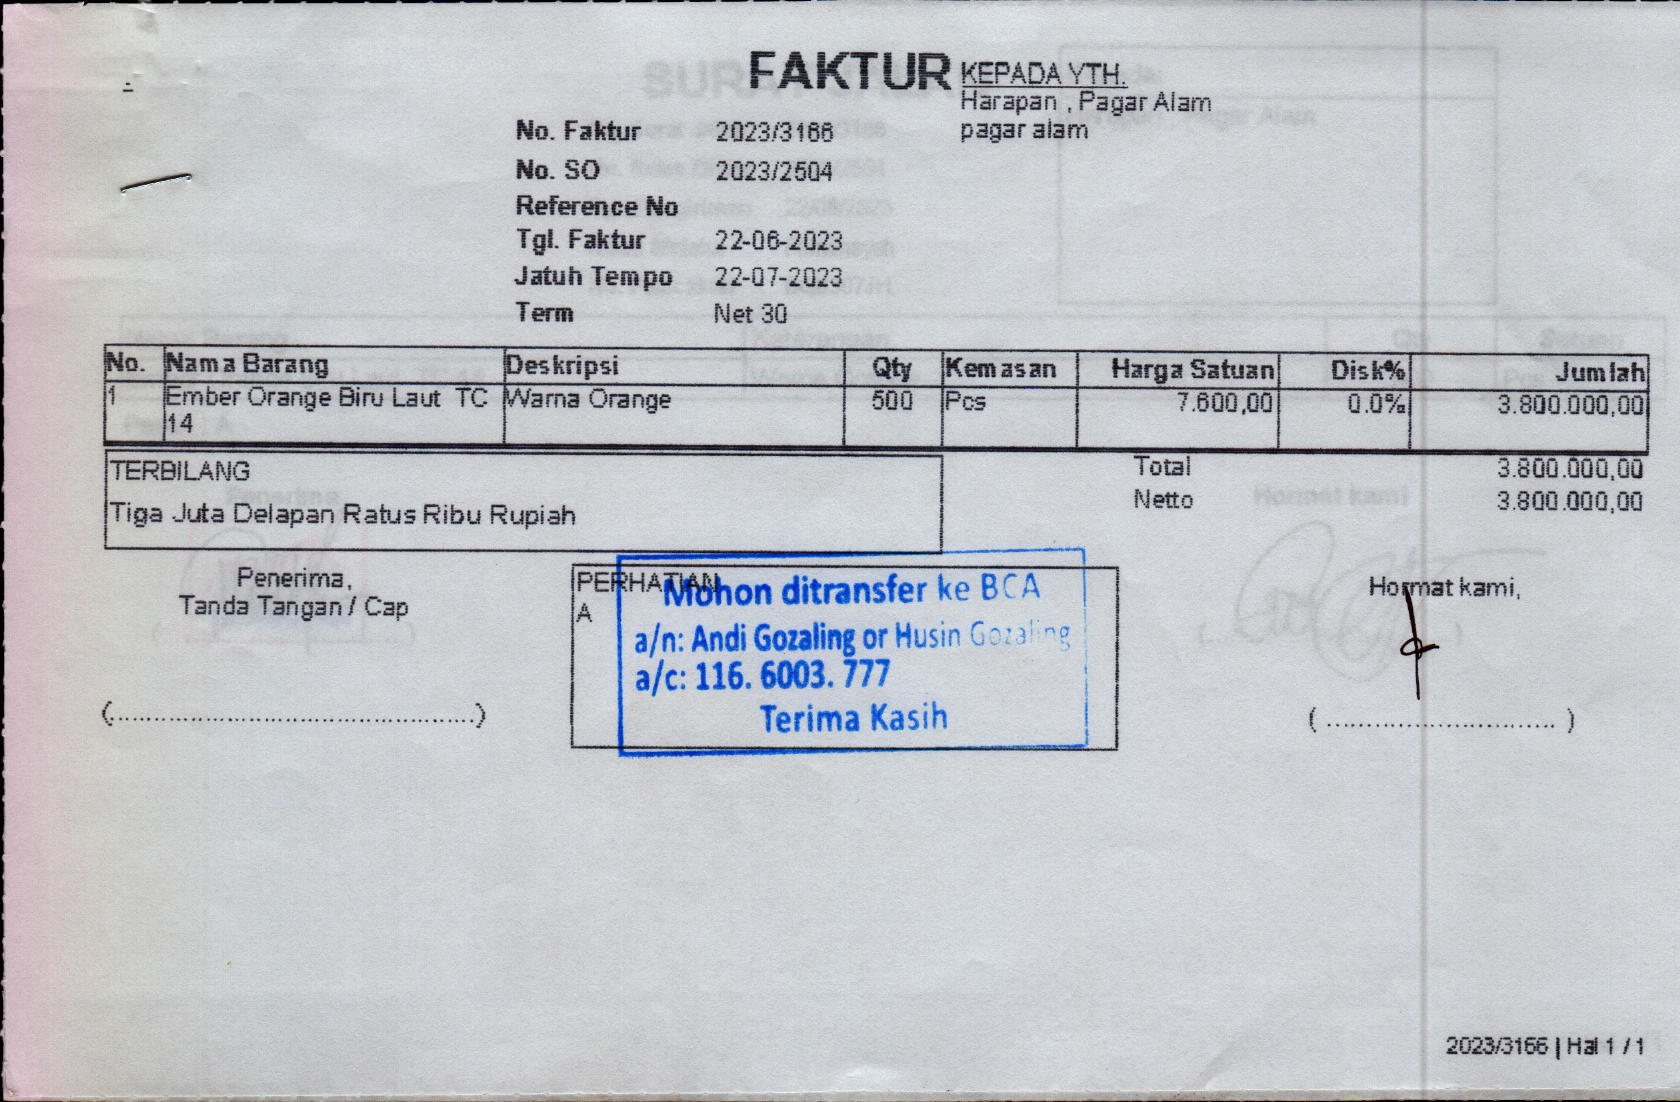 FAKTUR
KEPADA YTH.
Harapan , Pagar Alam
pagar alam
No. Faktur 2023/3166
No. SO 2023/2504
Reference No
Tgl. Faktur 22-06-2023
Jatuh Tempo 22-07-2023
Term Net 30
No. Nama Barang Deskripsi Qty Kemasan Harga Satuan Disk% Jumlah
1 Ember Orange Biru Laut TC Warna Orange 500 Pcs 7.600,00 0.0% 3.800.000,00
14
TERBILANG
Tiga Juta Delapan Ratus Ribu Rupiah
Total 3.800.000,00
Netto 3.800.000,00
Penerima,
Tanda Tangan / Cap
(................................................)
PERHATIAN
A
Mohon ditransfer ke BCA
a/n: Andi Gozaling or Husin Gozaling
a/c: 116. 6003. 777
Terima Kasih
Hormat kami,
( ............................ )
2023/3166 | Hal 1 / 1